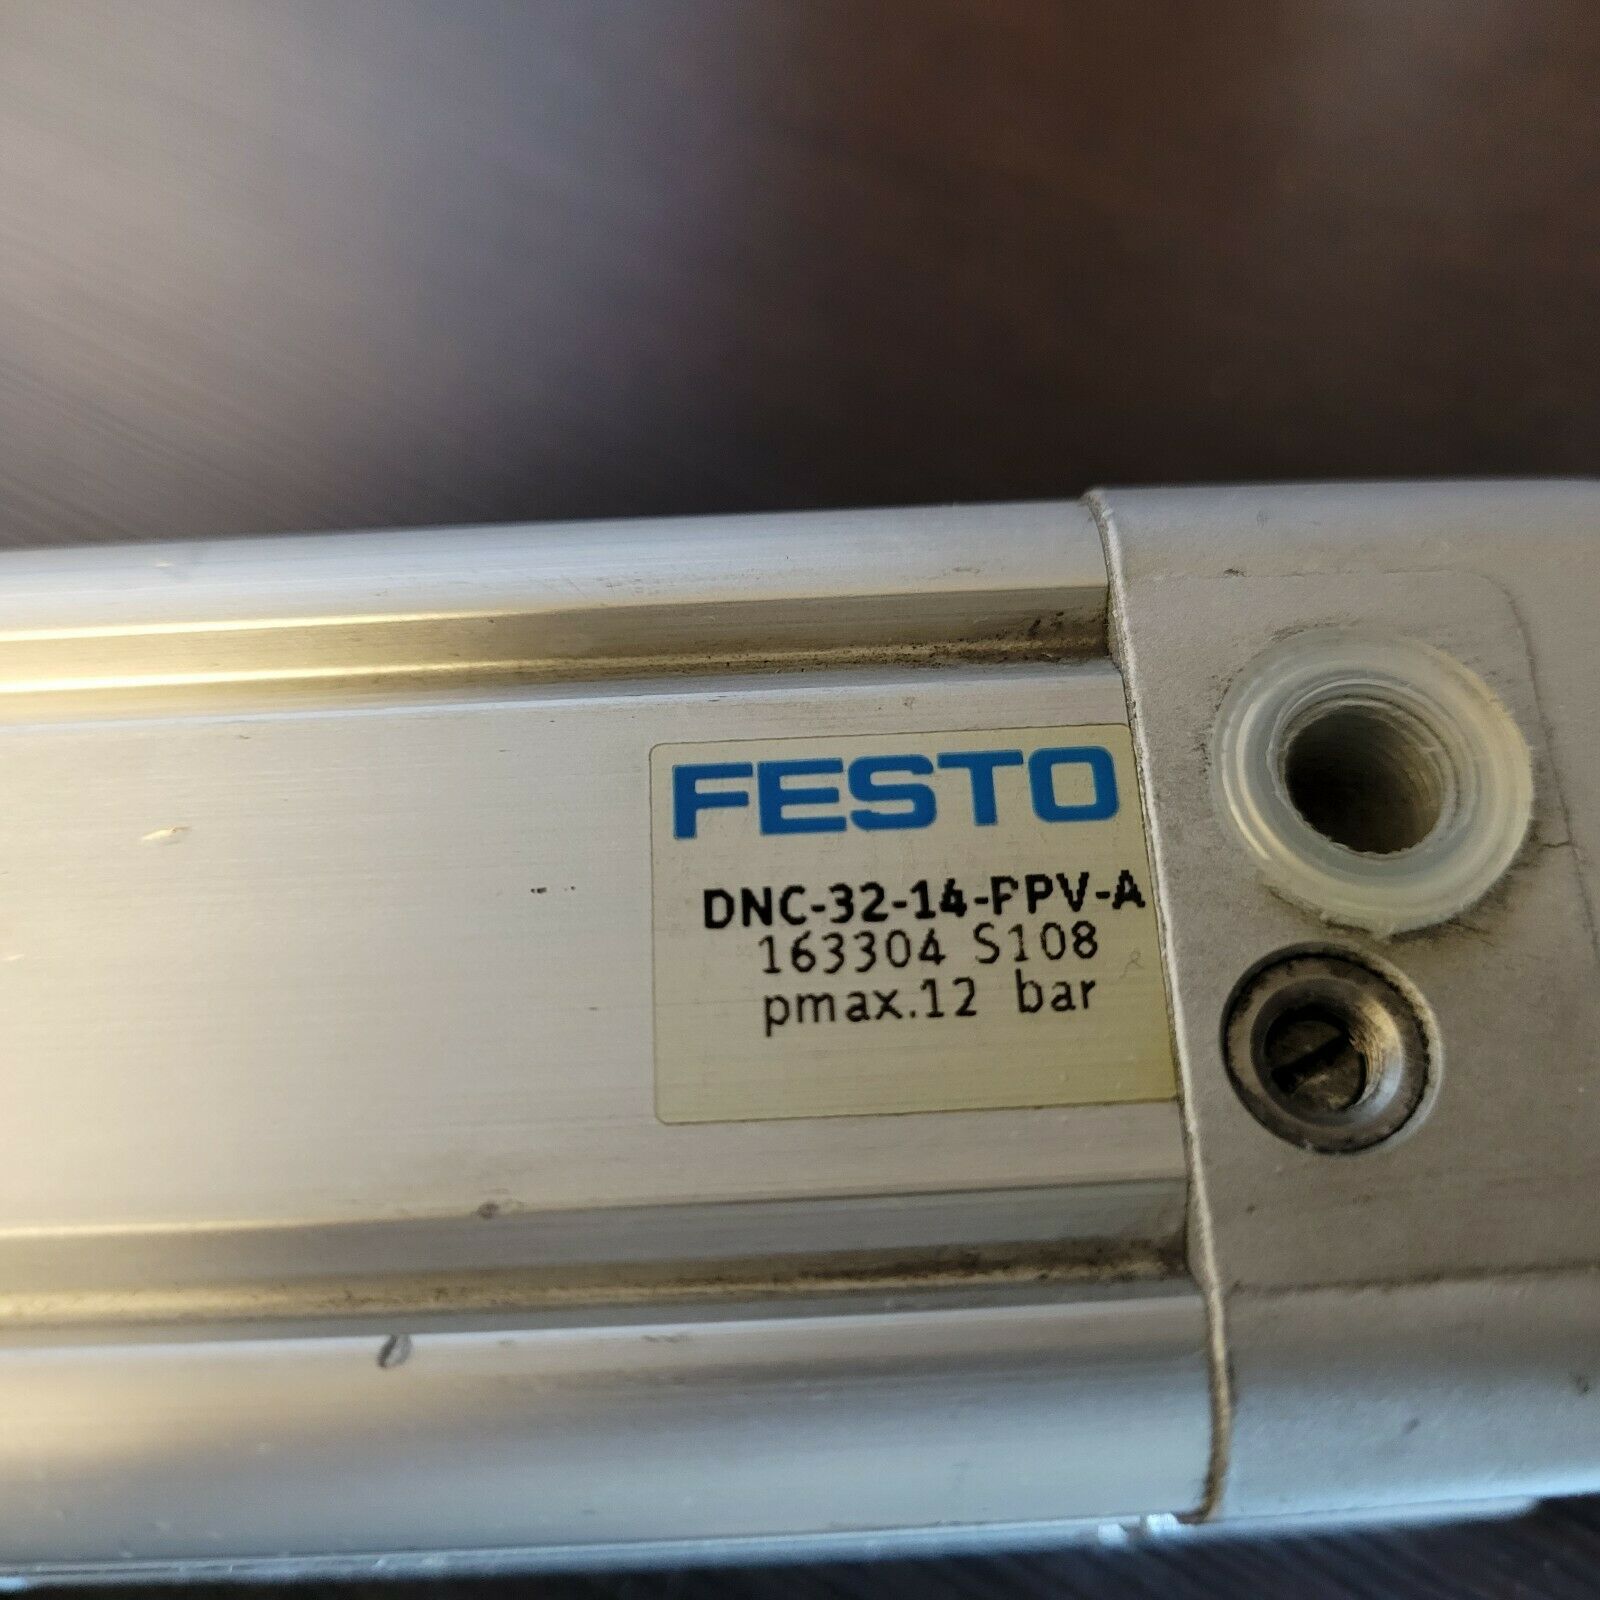 FESTO
DNC-32-14-PPV-A
163304 S108
pmax.12 bar